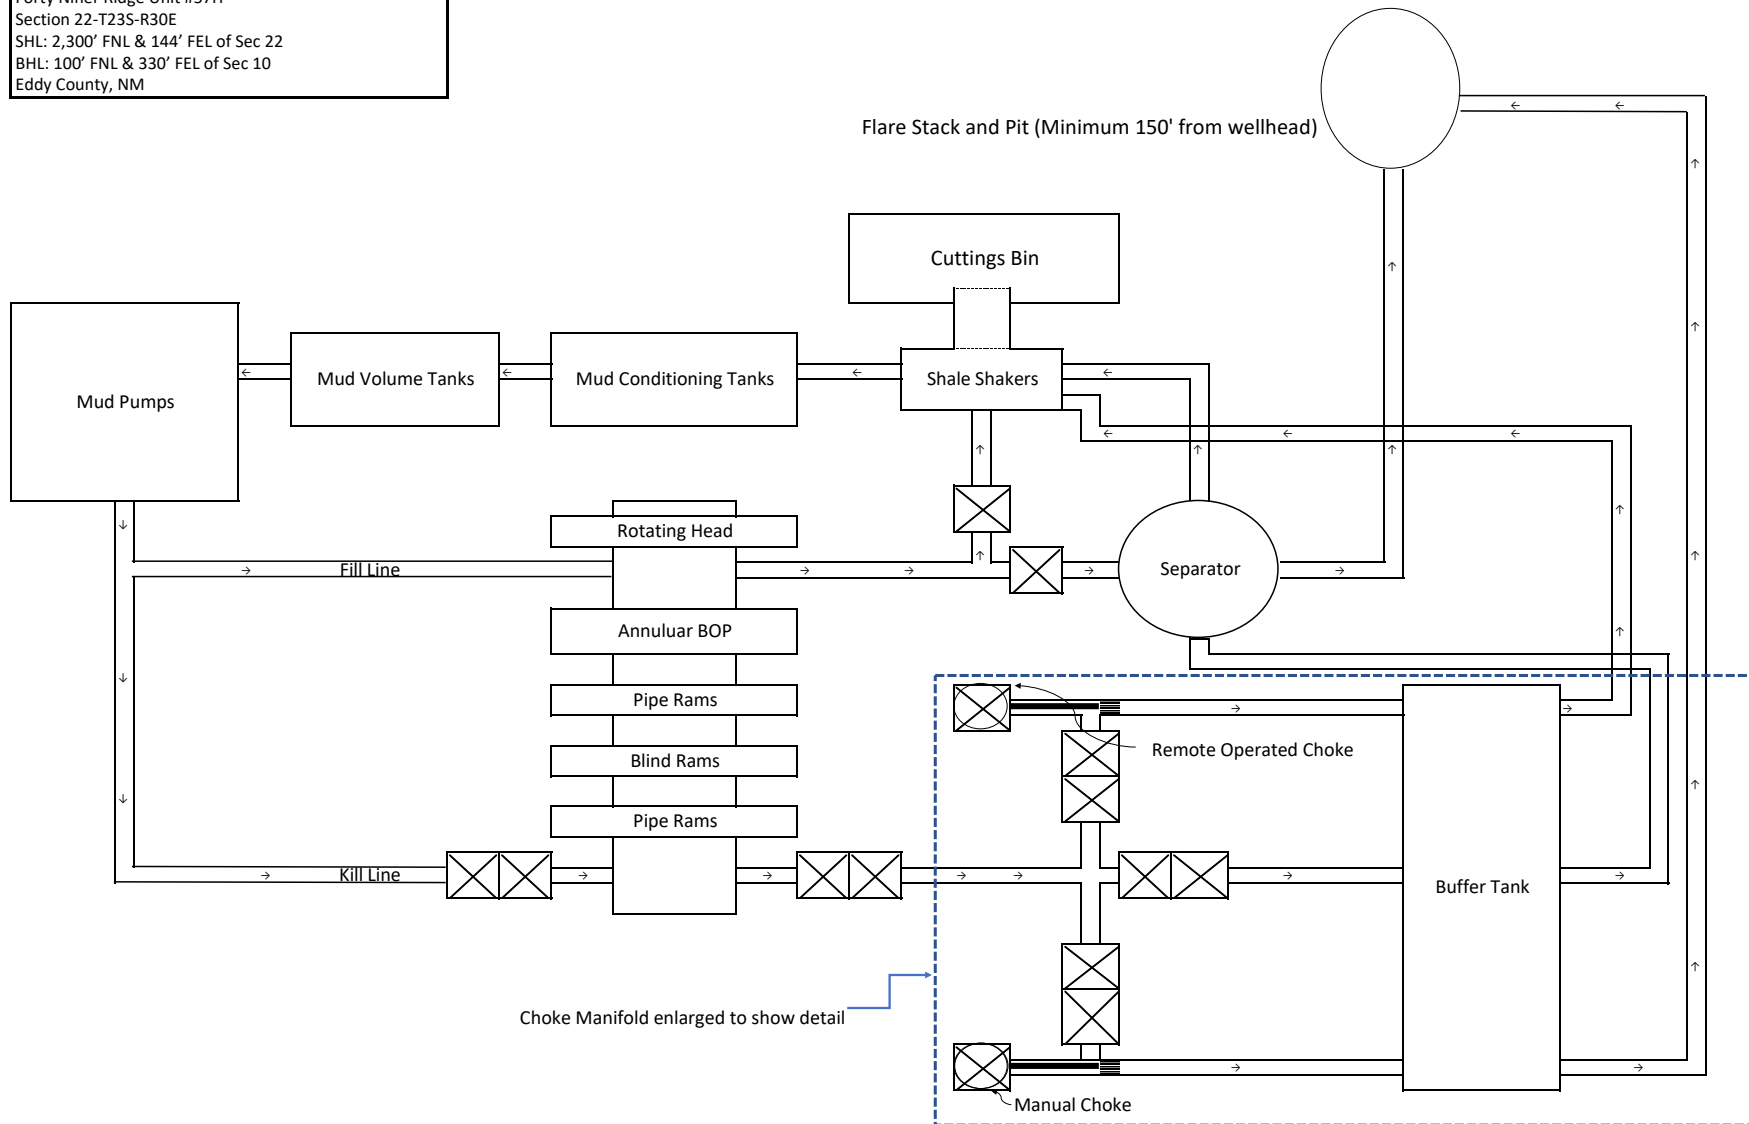 Section 22-T23S-R30E
SHL: 2,300’ FNL & 144’ FEL of Sec 22
BHL: 100’ FNL & 330’ FEL of Sec 10
Eddy County, NM
Flare Stack and Pit (Minimum 150' from wellhead)
Cuttings Bin
Mud Pumps
Mud Volume Tanks
Mud Conditioning Tanks
Shale Shakers
Rotating Head
Fill Line
Separator
Annuluar BOP
Pipe Rams
Remote Operated Choke
Blind Rams
Pipe Rams
Kill Line
Buffer Tank
Choke Manifold enlarged to show detail
Manual Choke